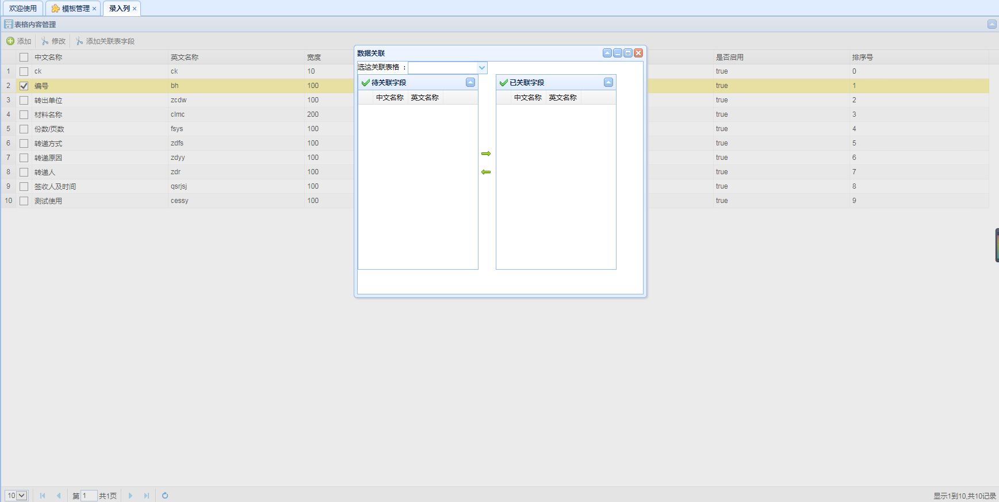 欢迎使用 模板管理 录入列
表格内容管理
添加 修改 添加关联表字段
中文名称 英文名称 宽度 是否启用 排序号
1 ck ck 10 true 0
2 编号 bh 100 true 1
3 转出单位 zcdw 100 true 2
4 材料名称 clmc 200 true 3
5 份数/页数 fsys 100 true 4
6 转递方式 zdfs 100 true 5
7 转递原因 zdyy 100 true 6
8 转递人 zdr 100 true 7
9 签收人及时间 qsrjsj 100 true 8
10 测试使用 cessy 100 true 9
数据关联
选这关联表格 :
待关联字段 已关联字段
中文名称 英文名称 中文名称 英文名称
10 第 1 共1页 显示1到10,共10记录